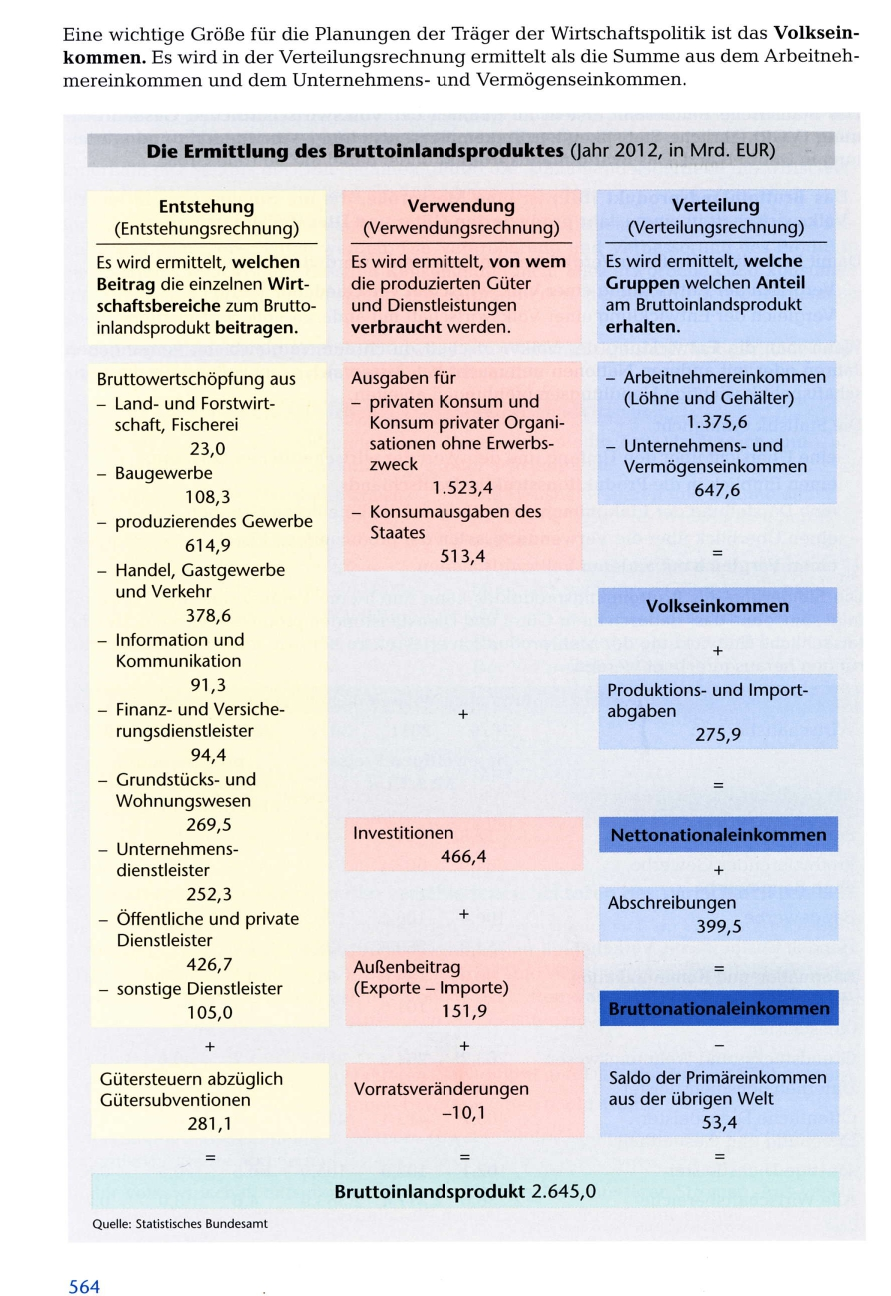 Eine wichtige Größe für die Planungen der Träger der Wirtschaftspolitik ist das Volksein-
kommen. Es wird in der Verteilungsrechnung ermittelt als die Summe aus dem Arbeitneh-
mereinkommen und dem Unternehmens- und Vermögenseinkommen.
Die Ermittlung des Bruttoinlandsproduktes (Jahr 2012, in Mrd. EUR)
Entstehung
(Entstehungsrechnung)
Es wird ermittelt, welchen
Beitrag die einzelnen Wirt-
schaftsbereiche zum Brutto-
inlandsprodukt beitragen.
Bruttowertschöpfung aus
– Land- und Forstwirt-
schaft, Fischerei
23,0
– Baugewerbe
108,3
– produzierendes Gewerbe
614,9
– Handel, Gastgewerbe
und Verkehr
378,6
– Information und
Kommunikation
91,3
– Finanz- und Versiche-
rungsdienstleister
94,4
– Grundstücks- und
Wohnungswesen
269,5
– Unternehmens-
dienstleister
252,3
– Öffentliche und private
Dienstleister
426,7
– sonstige Dienstleister
105,0
+
Gütersteuern abzüglich
Gütersubventionen
281,1
=
Verwendung
(Verwendungsrechnung)
Es wird ermittelt, von wem
die produzierten Güter
und Dienstleistungen
verbraucht werden.
Ausgaben für
– privaten Konsum und
Konsum privater Organi-
sationen ohne Erwerbs-
zweck
1.523,4
– Konsumausgaben des
Staates
513,4
+
Investitionen
466,4
+
Außenbeitrag
(Exporte – Importe)
151,9
+
Vorratsveränderungen
–10,1
=
Verteilung
(Verteilungsrechnung)
Es wird ermittelt, welche
Gruppen welchen Anteil
am Bruttoinlandsprodukt
erhalten.
– Arbeitnehmereinkommen
(Löhne und Gehälter)
1.375,6
– Unternehmens- und
Vermögenseinkommen
647,6
=
Volkseinkommen
+
Produktions- und Import-
abgaben
275,9
=
Nettonationaleinkommen
+
Abschreibungen
399,5
=
Bruttonationaleinkommen
–
Saldo der Primäreinkommen
aus der übrigen Welt
53,4
=
Bruttoinlandsprodukt 2.645,0
Quelle: Statistisches Bundesamt
564